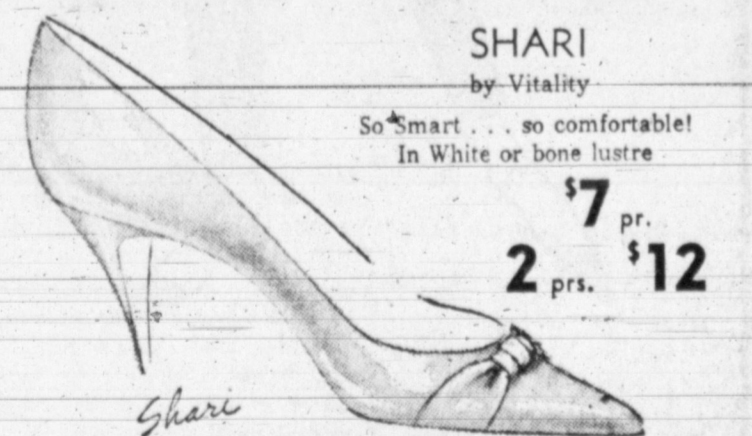 SHARI
by Vitality
So Smart . . . so comfortable!
In White or bone lustre
$7 pr.
2 prs. $12
Shari